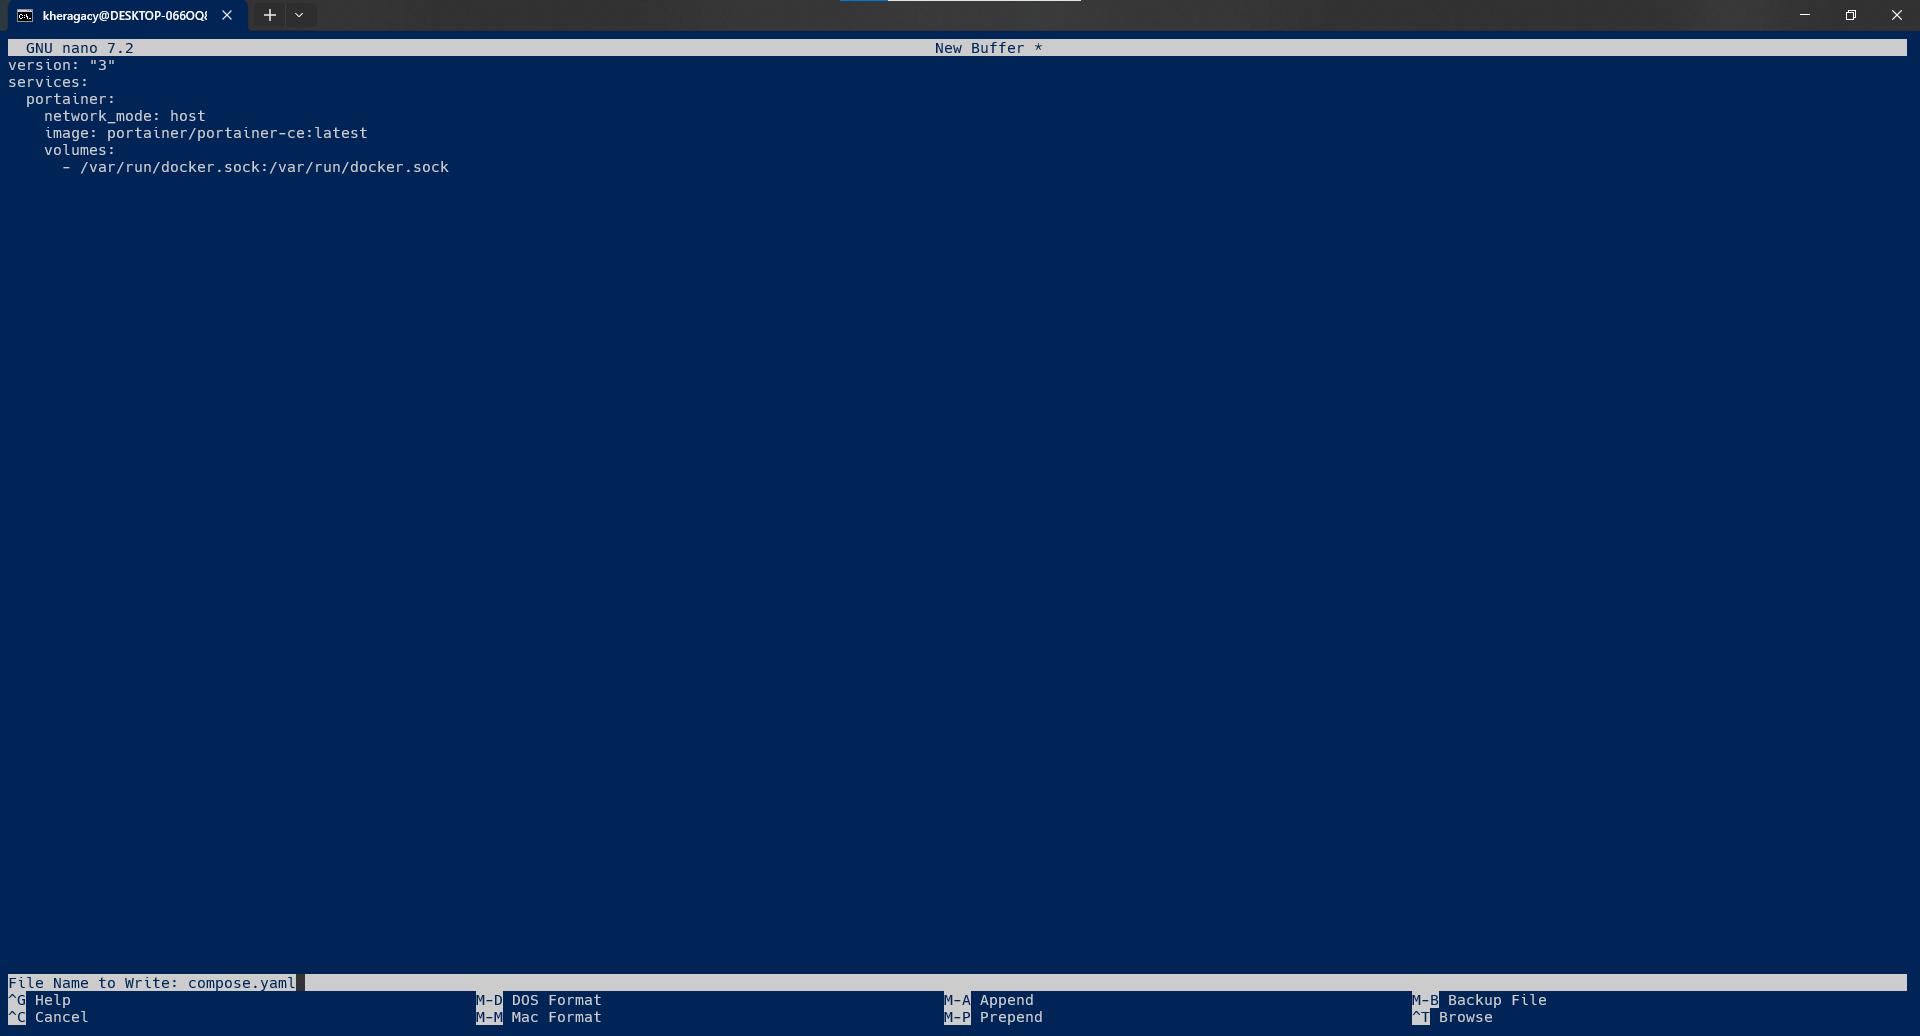 kheragacy@DESKTOP-066OQ
GNU nano 7.2 New Buffer *
version: "3"
services:
  portainer:
    network_mode: host
    image: portainer/portainer-ce:latest
    volumes:
      - /var/run/docker.sock:/var/run/docker.sock
File Name to Write: compose.yaml
^G Help M-D DOS Format M-A Append M-B Backup File
^C Cancel M-M Mac Format M-P Prepend ^T Browse